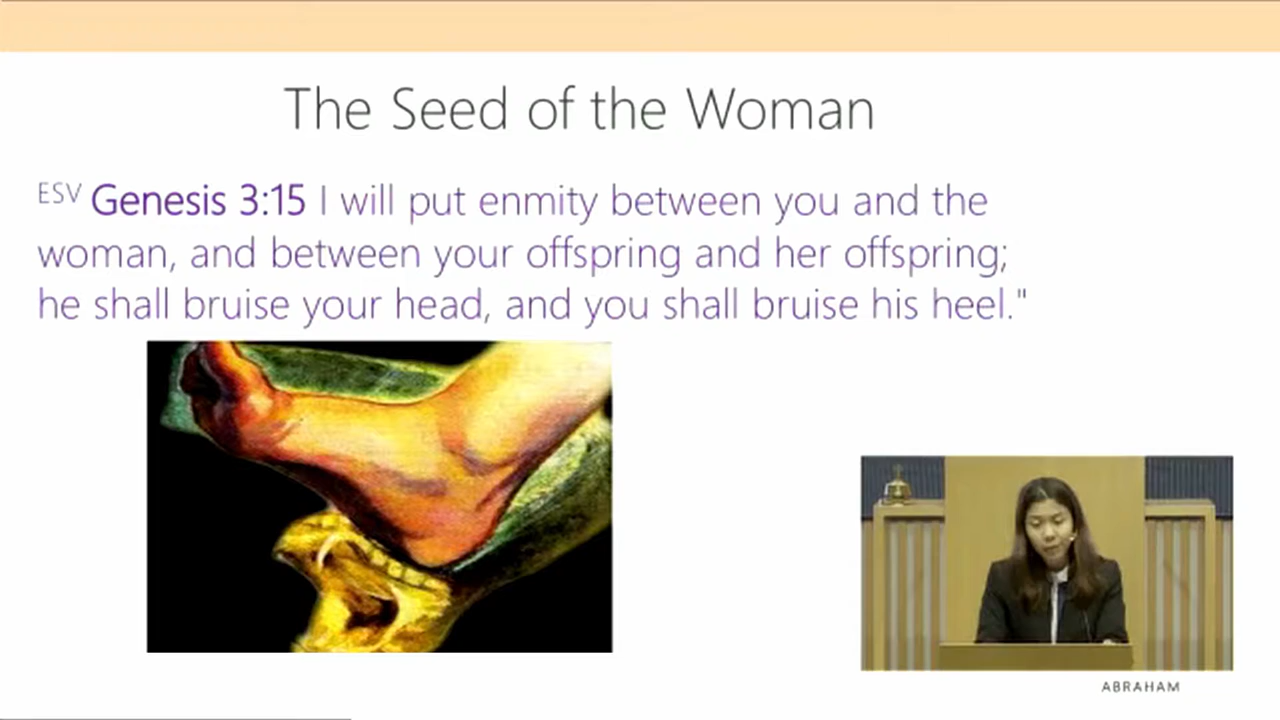 The Seed of the Woman
ESV Genesis 3:15 I will put enmity between you and the
woman, and between your offspring and her offspring;
he shall bruise your head, and you shall bruise his heel."
ABRAHAM